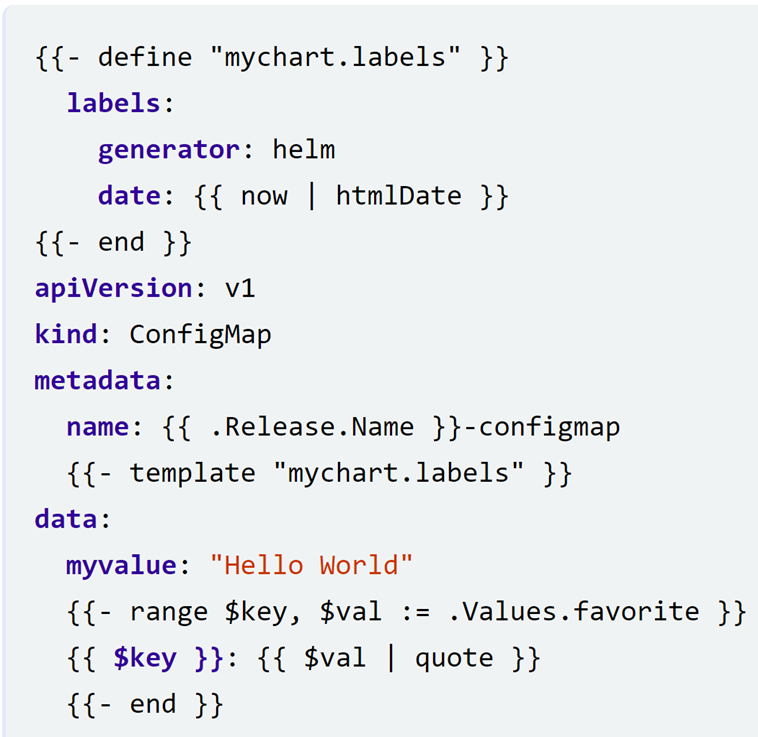 {{- define "mychart.labels" }}
  labels:
    generator: helm
    date: {{ now | htmlDate }}
{{- end }}
apiVersion: v1
kind: ConfigMap
metadata:
  name: {{ .Release.Name }}-configmap
  {{- template "mychart.labels" }}
data:
  myvalue: "Hello World"
  {{- range $key, $val := .Values.favorite }}
  {{ $key }}: {{ $val | quote }}
  {{- end }}